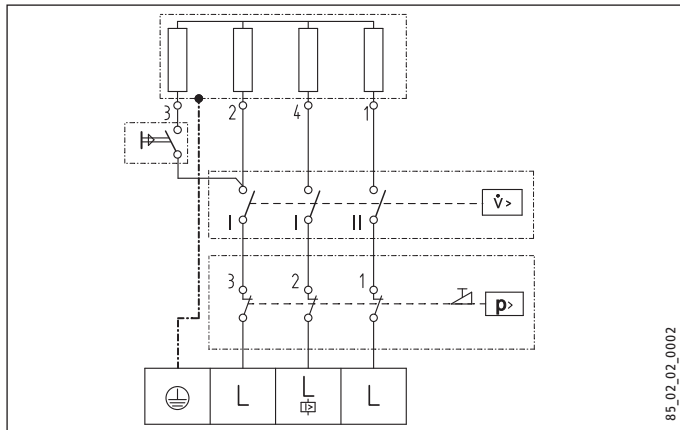 3 2 4 1
I I II V̇>
3 2 1 p>
L L L
I>
85_02_02_0002